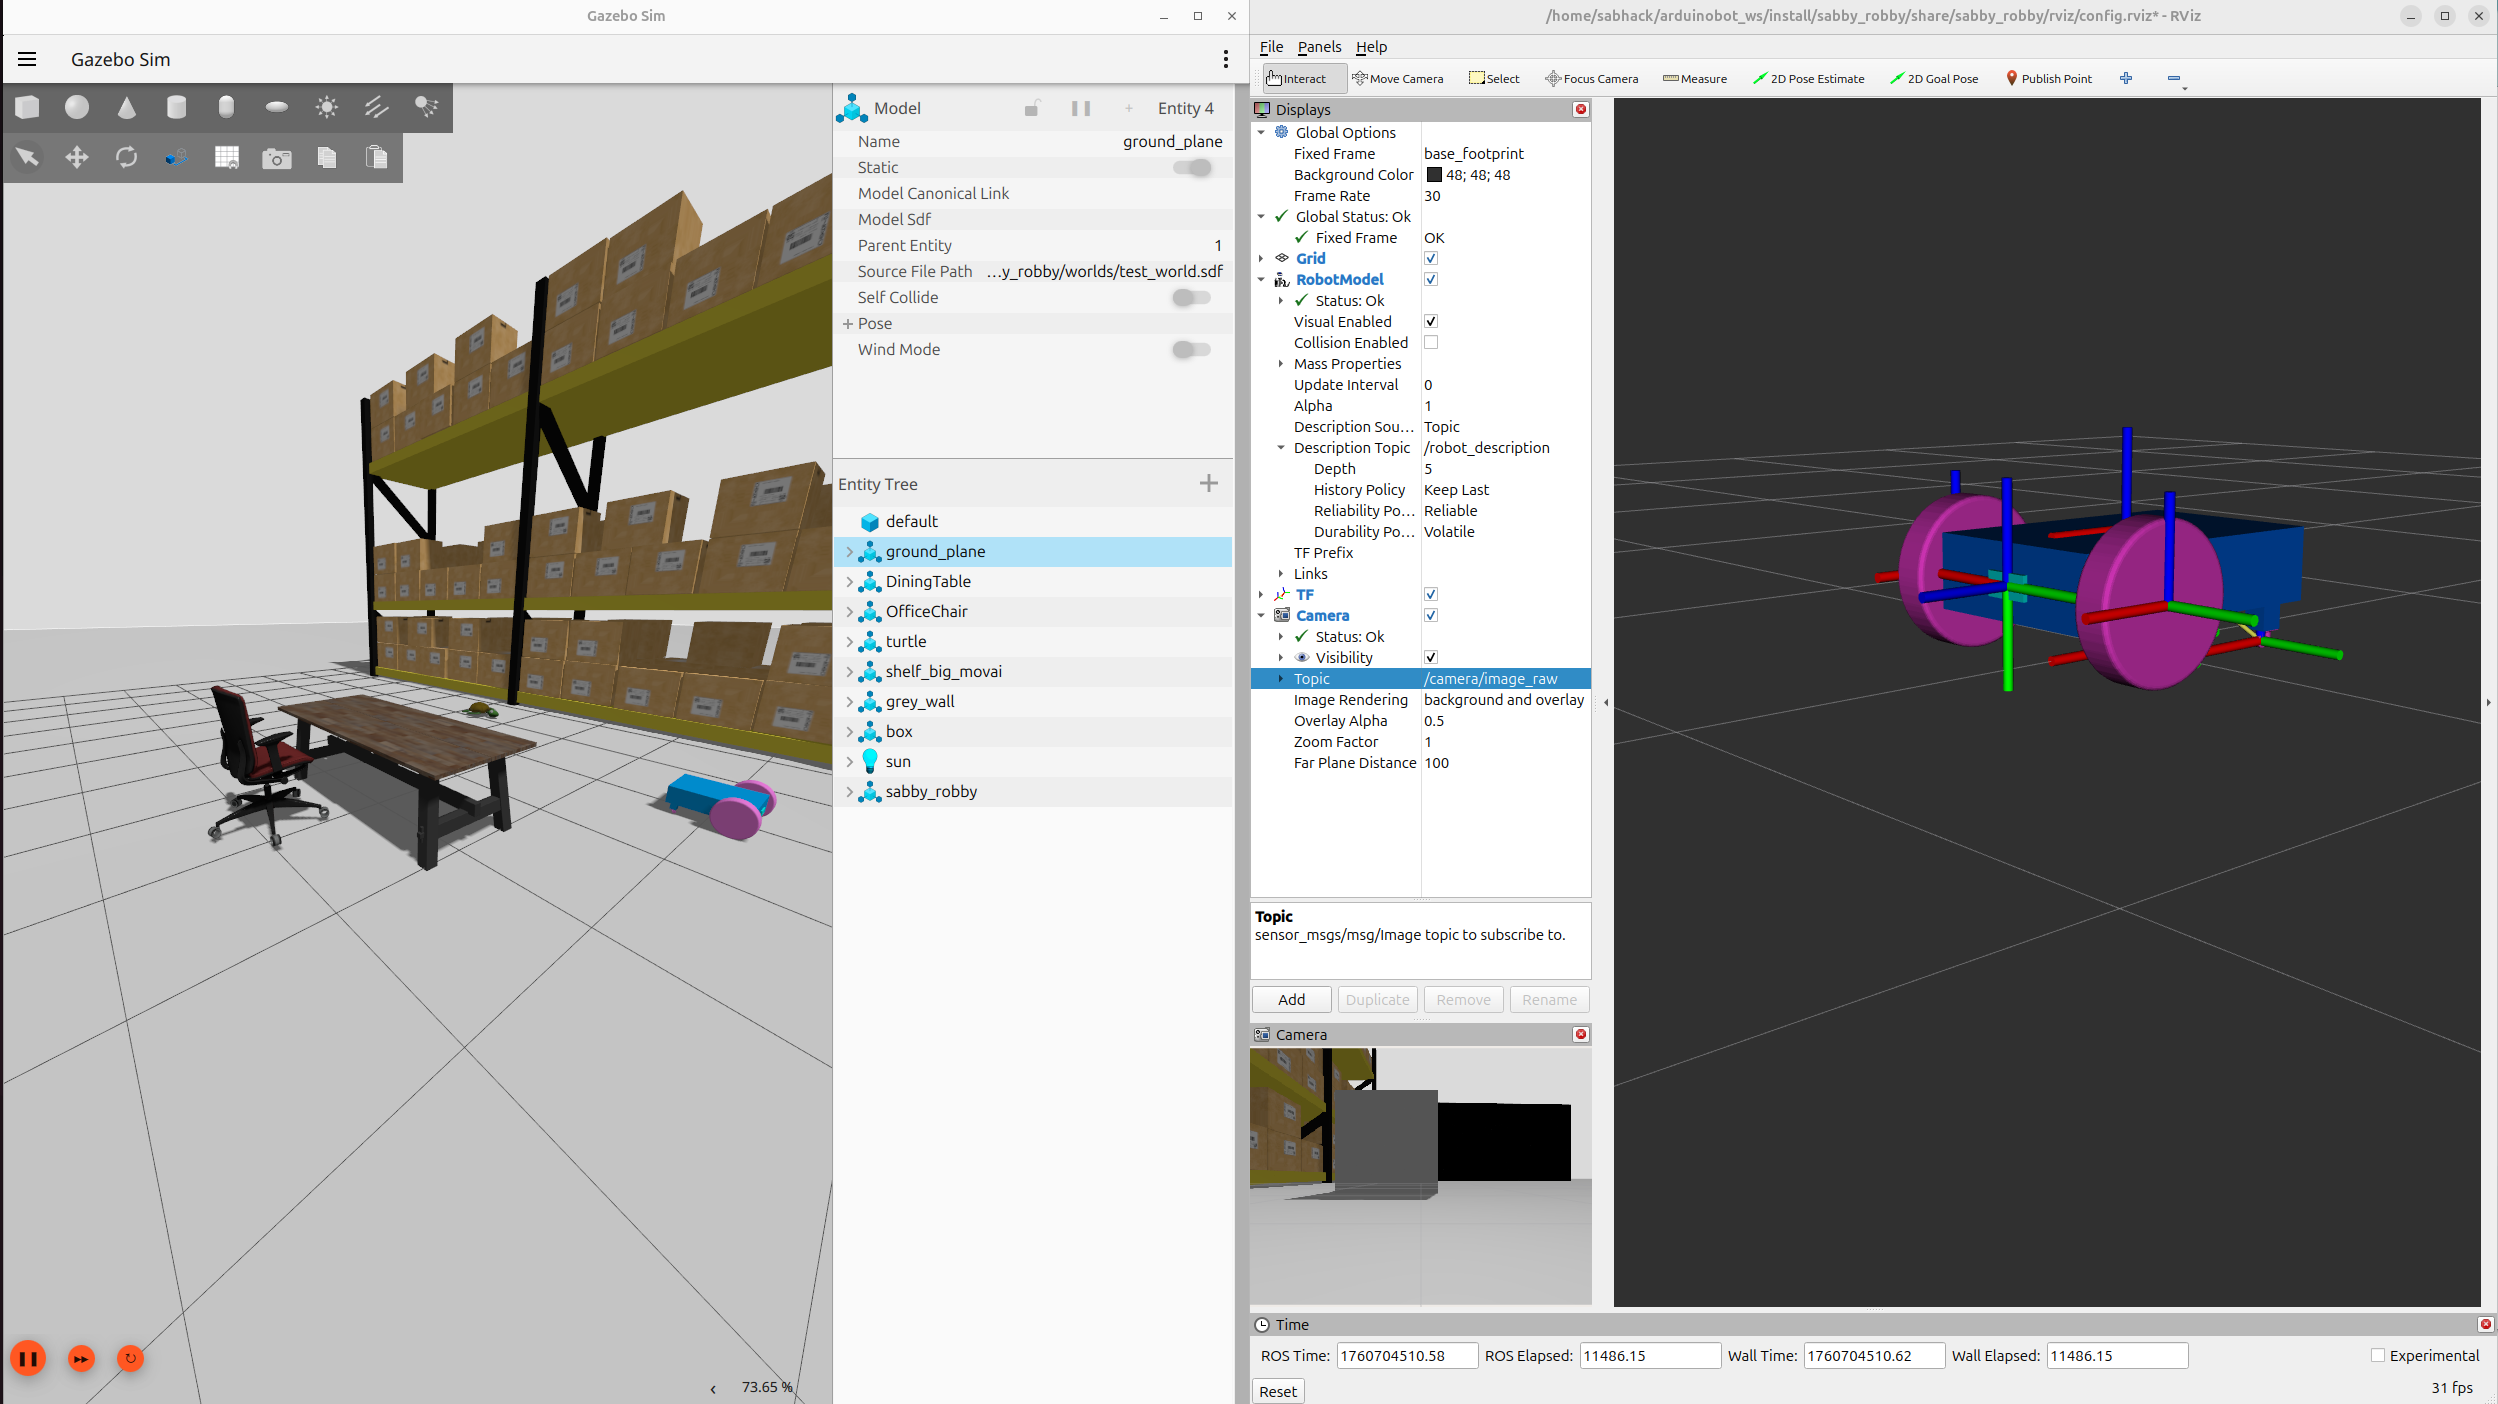 Gazebo Sim
Gazebo Sim
Model
Entity 4
Name ground_plane
Static
Model Canonical Link
Model Sdf
Parent Entity 1
Source File Path ...y_robby/worlds/test_world.sdf
Self Collide
Pose
Wind Mode
Entity Tree
default
ground_plane
DiningTable
OfficeChair
turtle
shelf_big_movai
grey_wall
box
sun
sabby_robby
73.65 %
/home/sabhack/arduinobot_ws/install/sabby_robby/share/sabby_robby/rviz/config.rviz* - RViz
File Panels Help
Interact Move Camera Select Focus Camera Measure 2D Pose Estimate 2D Goal Pose Publish Point
Displays
Global Options
Fixed Frame base_footprint
Background Color 48; 48; 48
Frame Rate 30
Global Status: Ok
Fixed Frame OK
Grid
RobotModel
Status: Ok
Visual Enabled
Collision Enabled
Mass Properties
Update Interval 0
Alpha 1
Description Sou... Topic
Description Topic /robot_description
Depth 5
History Policy Keep Last
Reliability Po... Reliable
Durability Po... Volatile
TF Prefix
Links
TF
Camera
Status: Ok
Visibility
Topic /camera/image_raw
Image Rendering background and overlay
Overlay Alpha 0.5
Zoom Factor 1
Far Plane Distance 100
Topic
sensor_msgs/msg/Image topic to subscribe to.
Add Duplicate Remove Rename
Camera
Time
ROS Time: 1760704510.58 ROS Elapsed: 11486.15 Wall Time: 1760704510.62 Wall Elapsed: 11486.15 Experimental
Reset 31 fps